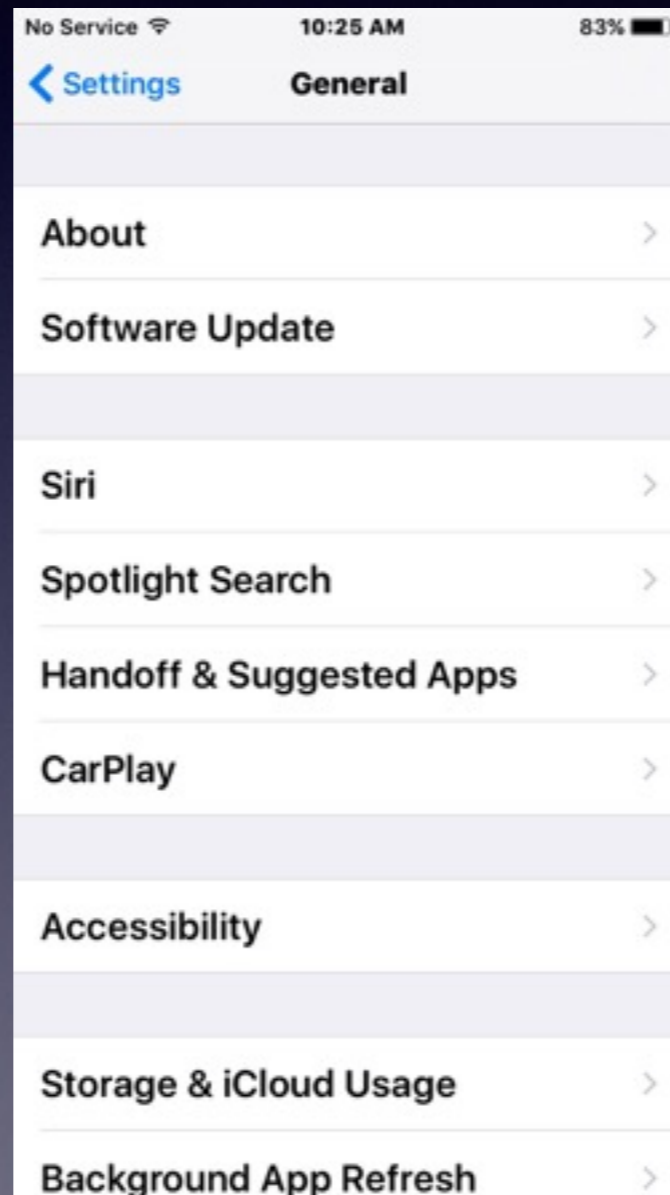 No Service 10:25 AM 83%
Settings General
About
Software Update
Siri
Spotlight Search
Handoff & Suggested Apps
CarPlay
Accessibility
Storage & iCloud Usage
Background App Refresh